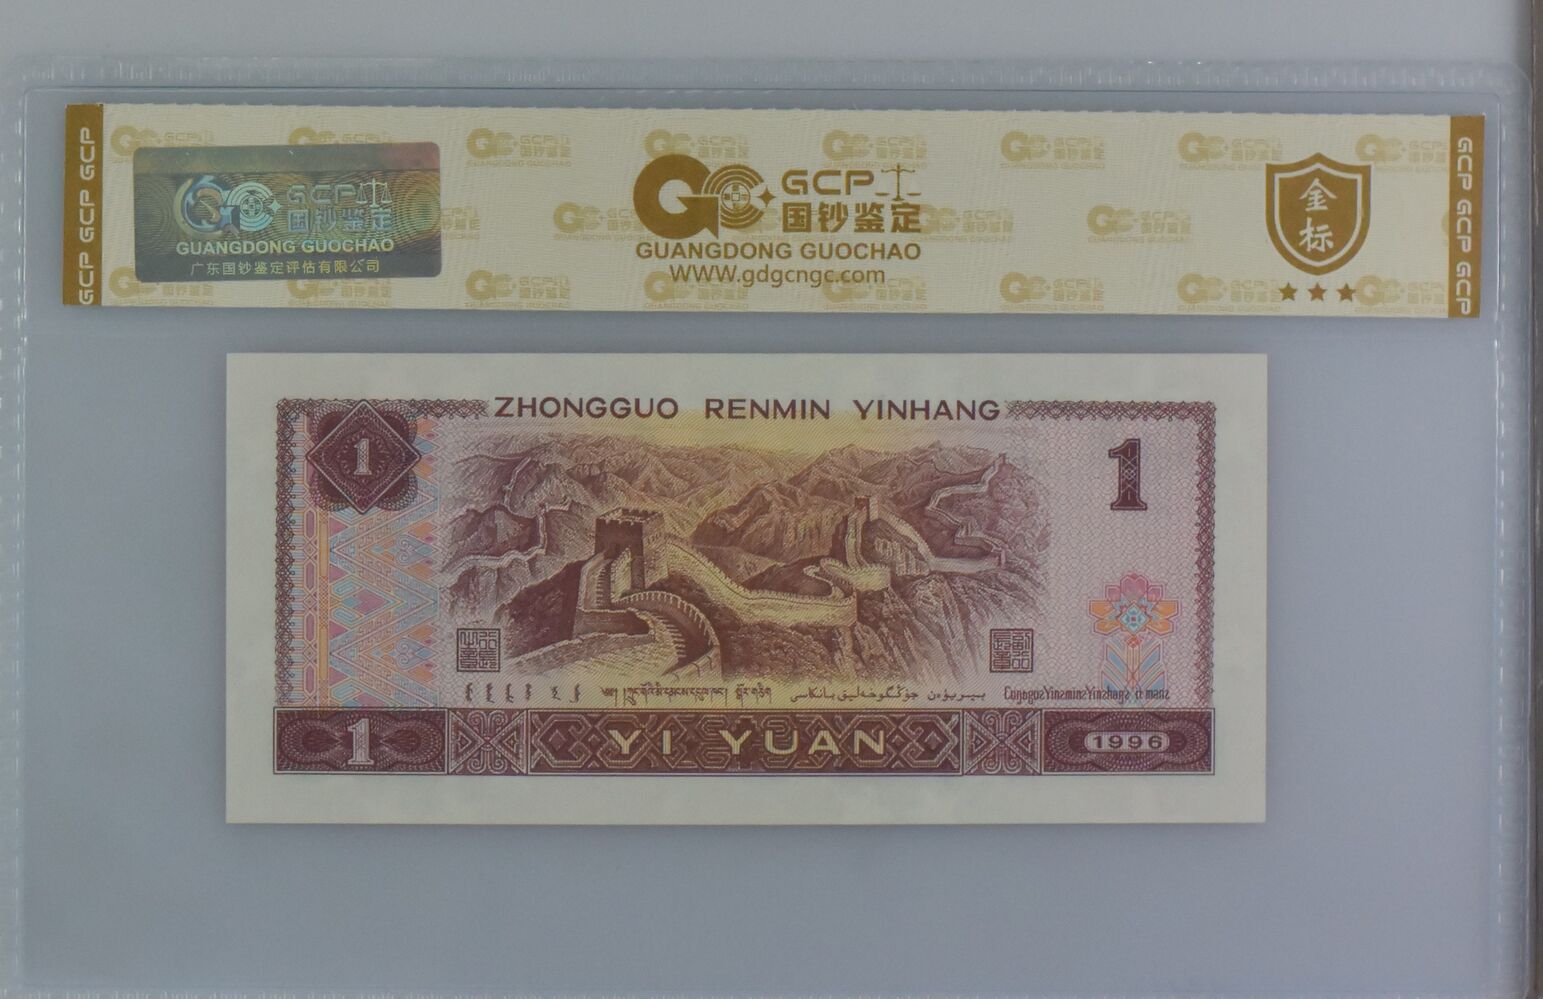 GCP GCP GCP
GCP
国钞鉴定
GUANGDONG GUOCHAO
广东国钞鉴定评估有限公司
GCP
国钞鉴定
GUANGDONG GUOCHAO
WWW.gdgcngc.com
金标
GCP GCP GCP
ZHONGGUO RENMIN YINHANG
1
1
1
YI YUAN
1996